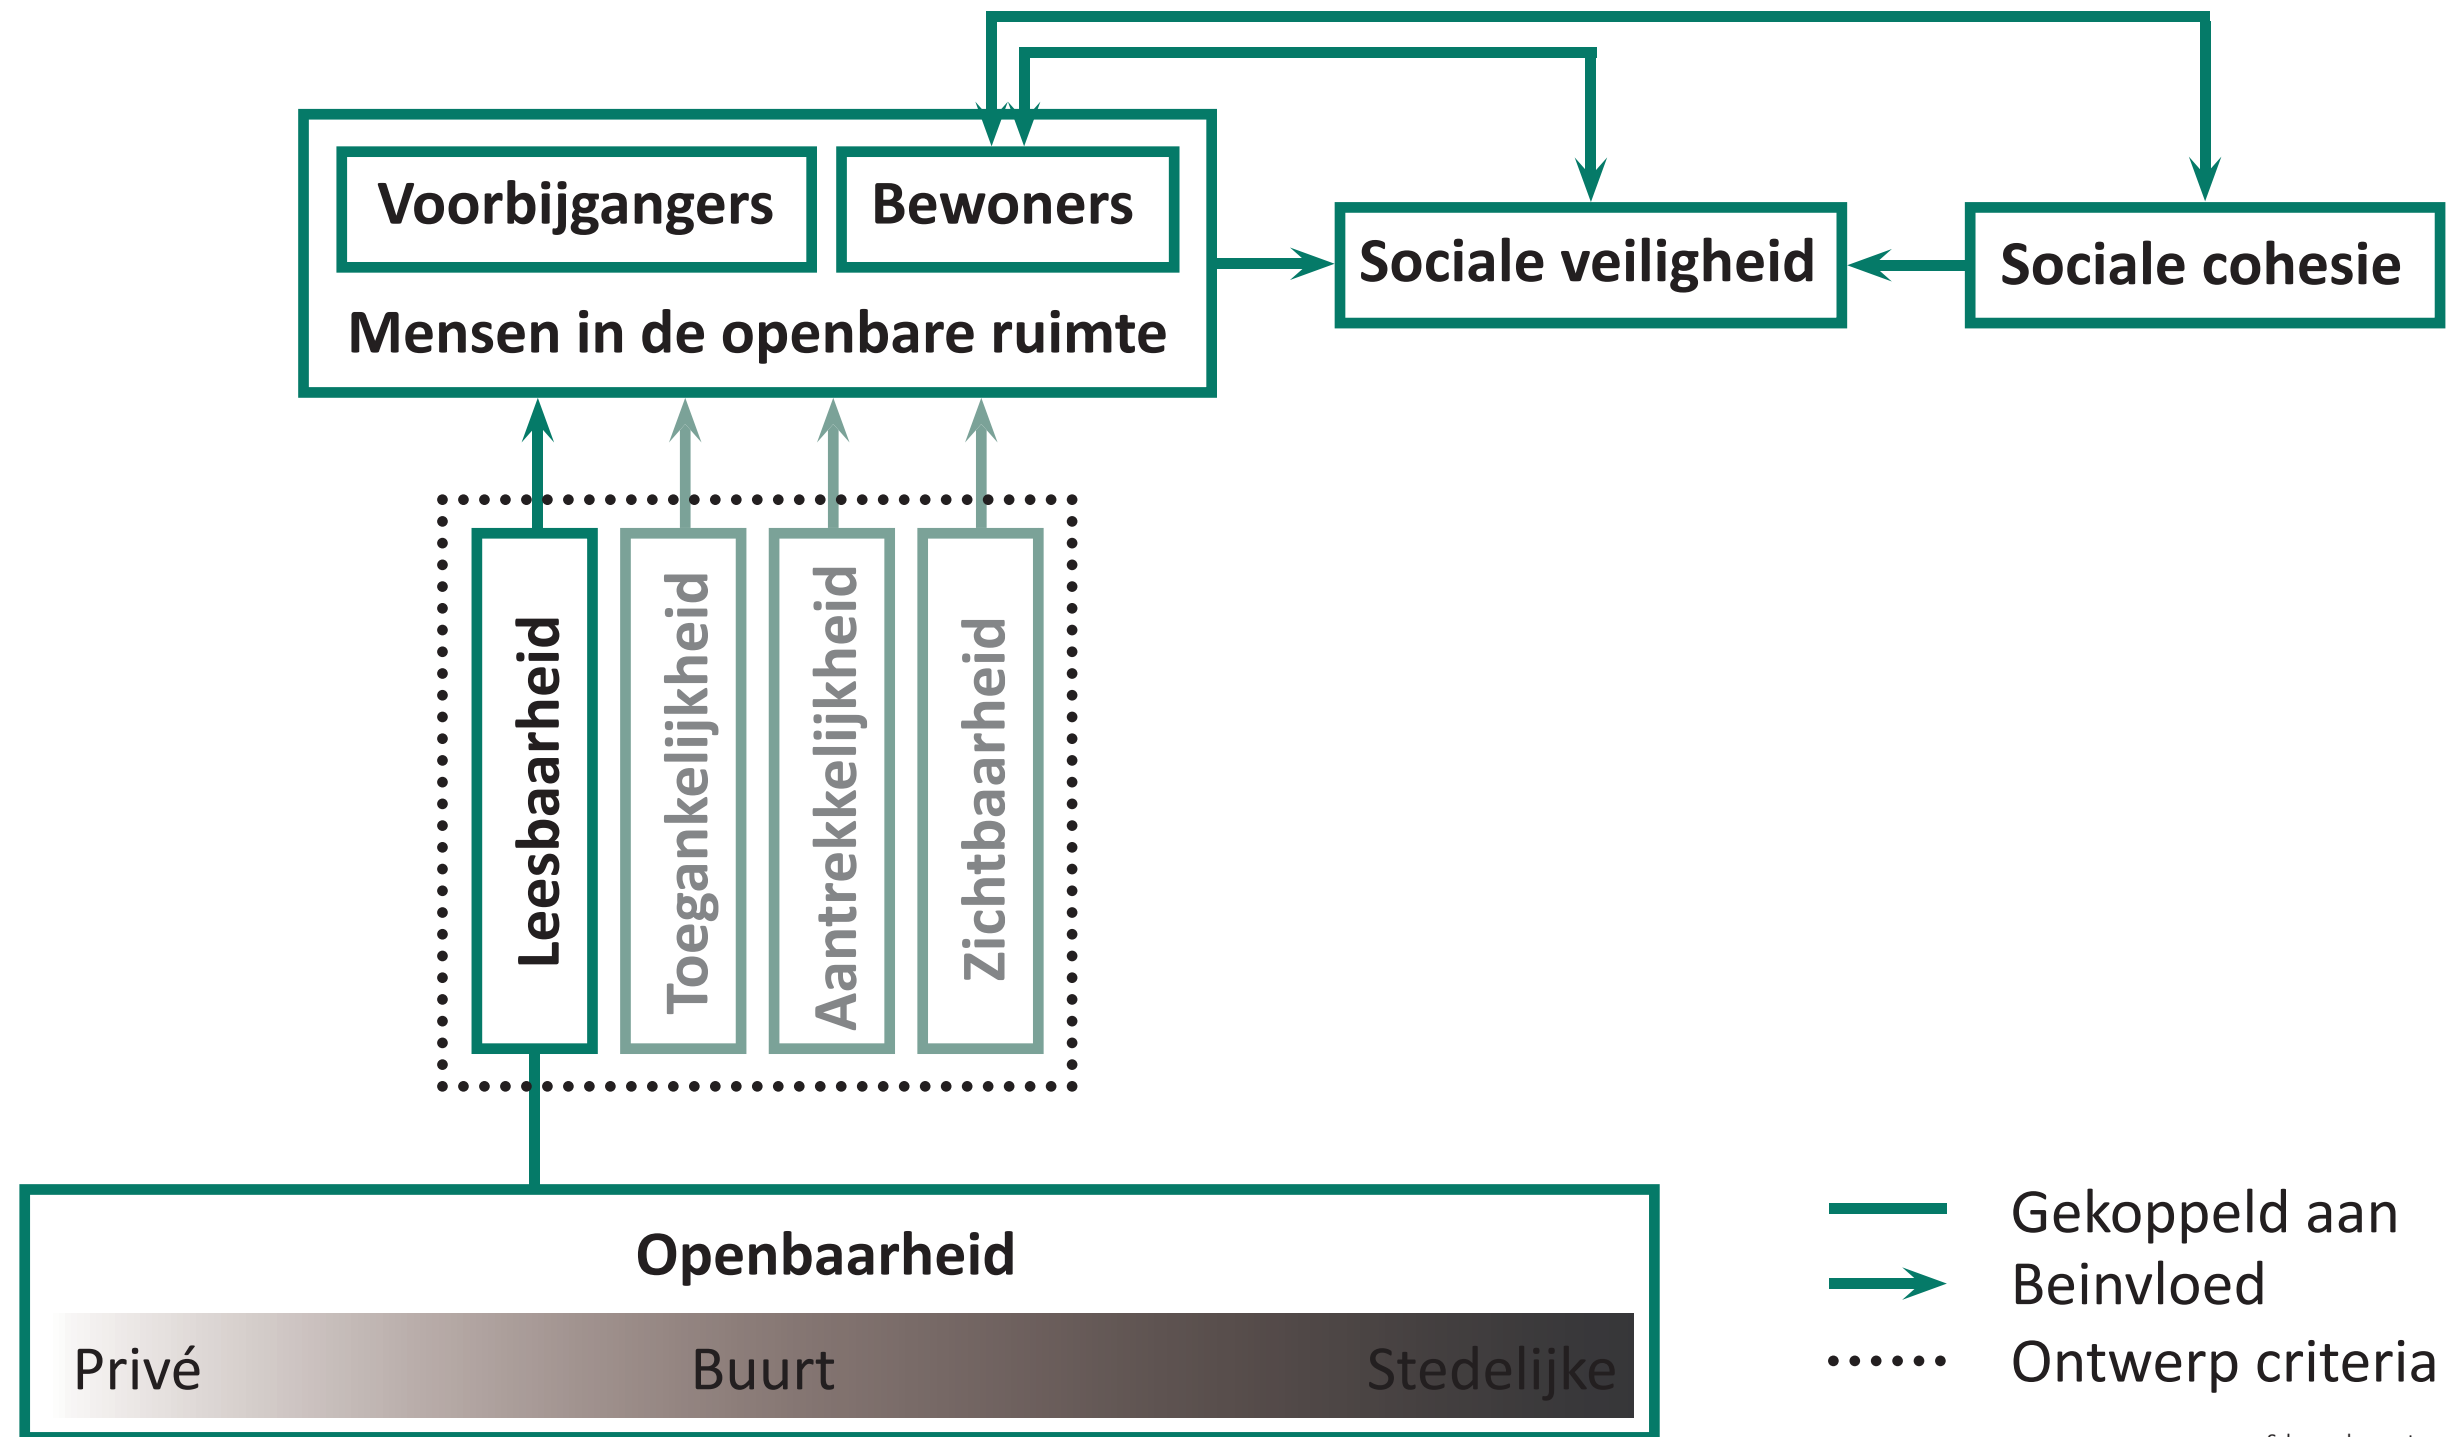 Voorbijgangers
Bewoners
Mensen in de openbare ruimte
Sociale veiligheid
Sociale cohesie
Leesbaarheid
Toegankelijkheid
Aantrekkelijkheid
Zichtbaarheid
Openbaarheid
Privé
Buurt
Stedelijke
Gekoppeld aan
Beinvloed
Ontwerp criteria